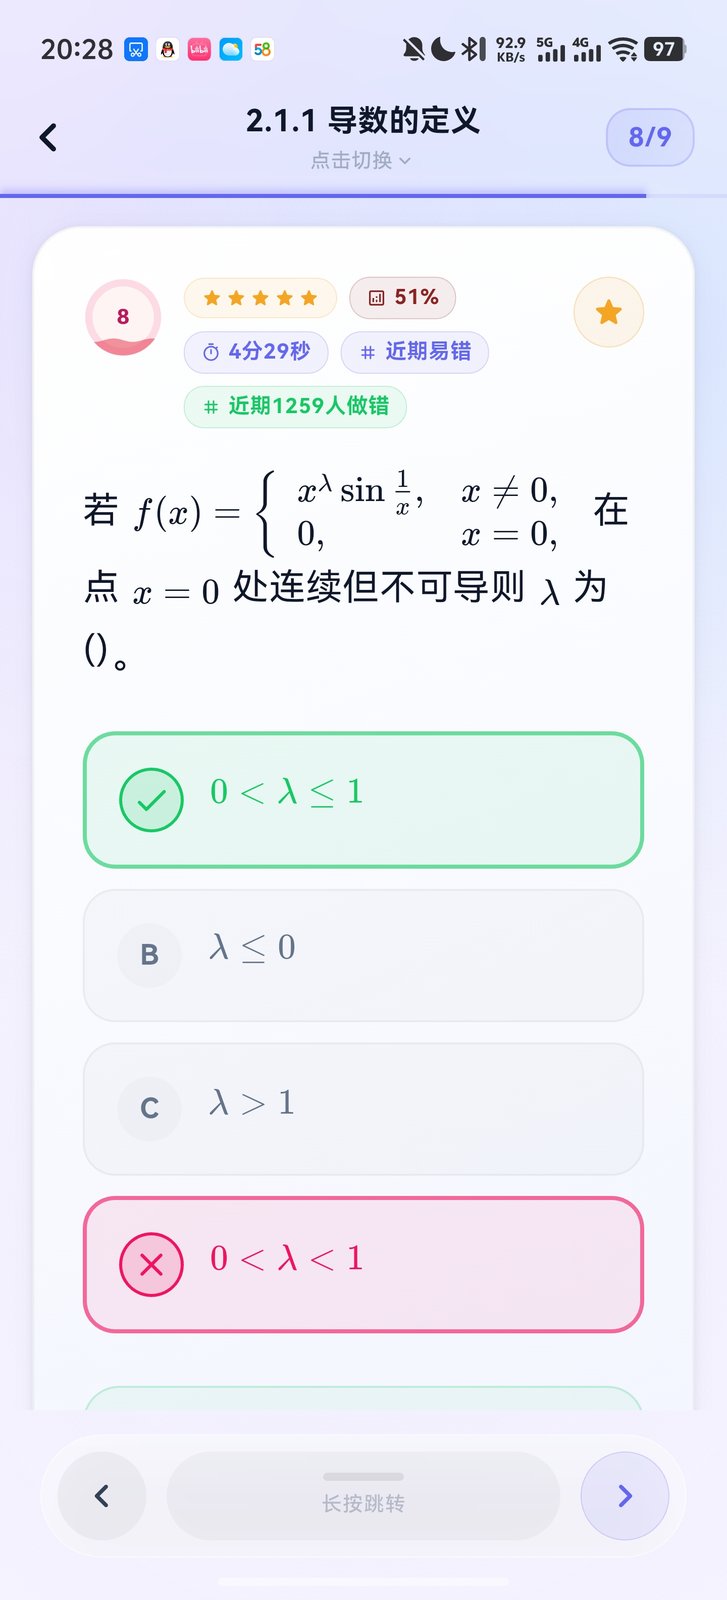 20:28 58 92.9 KB/s 5G 4G 97
2.1.1 导数的定义
点击切换
8/9
8
51%
4分29秒
# 近期易错
# 近期1259人做错
若 f(x) = { x^λ sin 1/x, x ≠ 0, 在
0, x = 0,
点 x = 0 处连续但不可导则 λ 为
()。
0 < λ ≤ 1
B λ ≤ 0
C λ > 1
0 < λ < 1
长按跳转